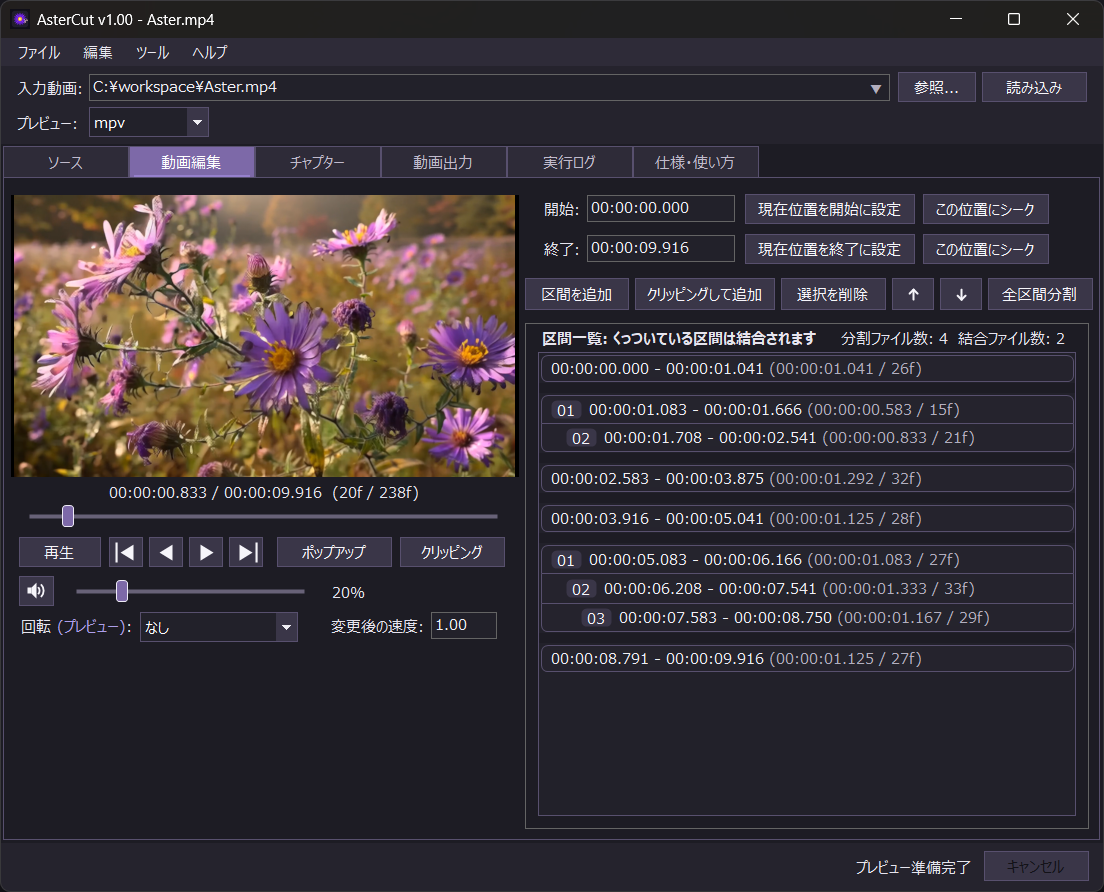 AsterCut v1.00 - Aster.mp4
ファイル 編集 ツール ヘルプ
入力動画: C:¥workspace¥Aster.mp4 ▼ 参照... 読み込み
プレビュー: mpv
ソース 動画編集 チャプター 動画出力 実行ログ 仕様・使い方
開始: 00:00:00.000 現在位置を開始に設定 この位置にシーク
終了: 00:00:09.916 現在位置を終了に設定 この位置にシーク
区間を追加 クリッピングして追加 選択を削除 ↑ ↓ 全区間分割
区間一覧: くっついている区間は結合されます 分割ファイル数: 4 結合ファイル数: 2
00:00:00.000 - 00:00:01.041 (00:00:01.041 / 26f)
01 00:00:01.083 - 00:00:01.666 (00:00:00.583 / 15f)
02 00:00:01.708 - 00:00:02.541 (00:00:00.833 / 21f)
00:00:02.583 - 00:00:03.875 (00:00:01.292 / 32f)
00:00:03.916 - 00:00:05.041 (00:00:01.125 / 28f)
01 00:00:05.083 - 00:00:06.166 (00:00:01.083 / 27f)
02 00:00:06.208 - 00:00:07.541 (00:00:01.333 / 33f)
03 00:00:07.583 - 00:00:08.750 (00:00:01.167 / 29f)
00:00:08.791 - 00:00:09.916 (00:00:01.125 / 27f)
00:00:00.833 / 00:00:09.916 (20f / 238f)
再生 ポップアップ クリッピング
20%
回転 (プレビュー): なし 変更後の速度: 1.00
プレビュー準備完了 キャンセル